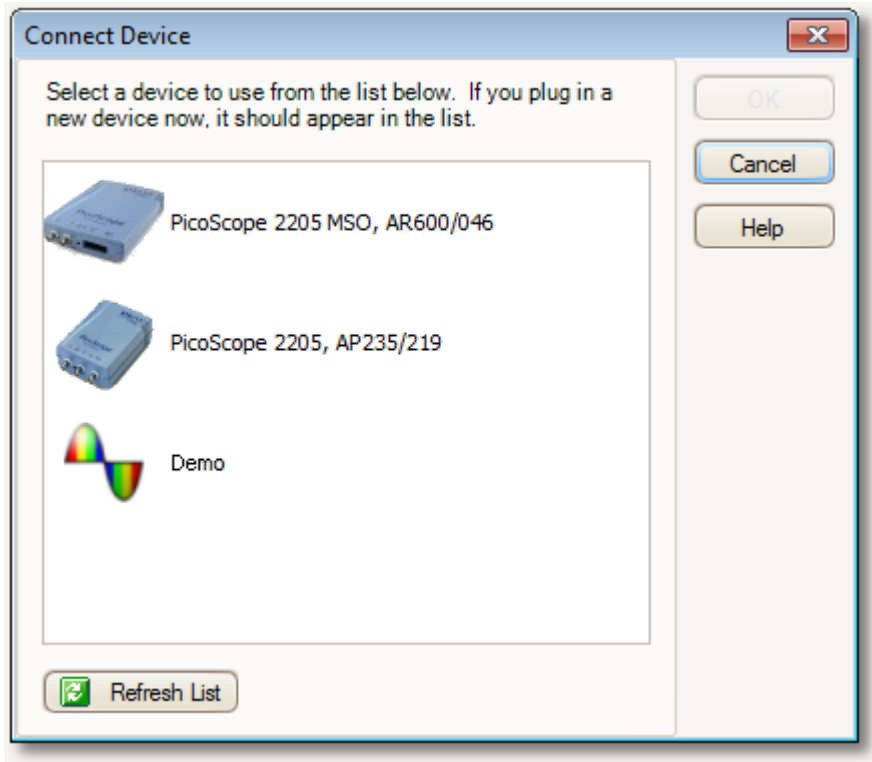 Connect Device
Select a device to use from the list below. If you plug in a
new device now, it should appear in the list.
OK
Cancel
Help
PicoScope 2205 MSO, AR600/046
PicoScope 2205, AP235/219
Demo
Refresh List